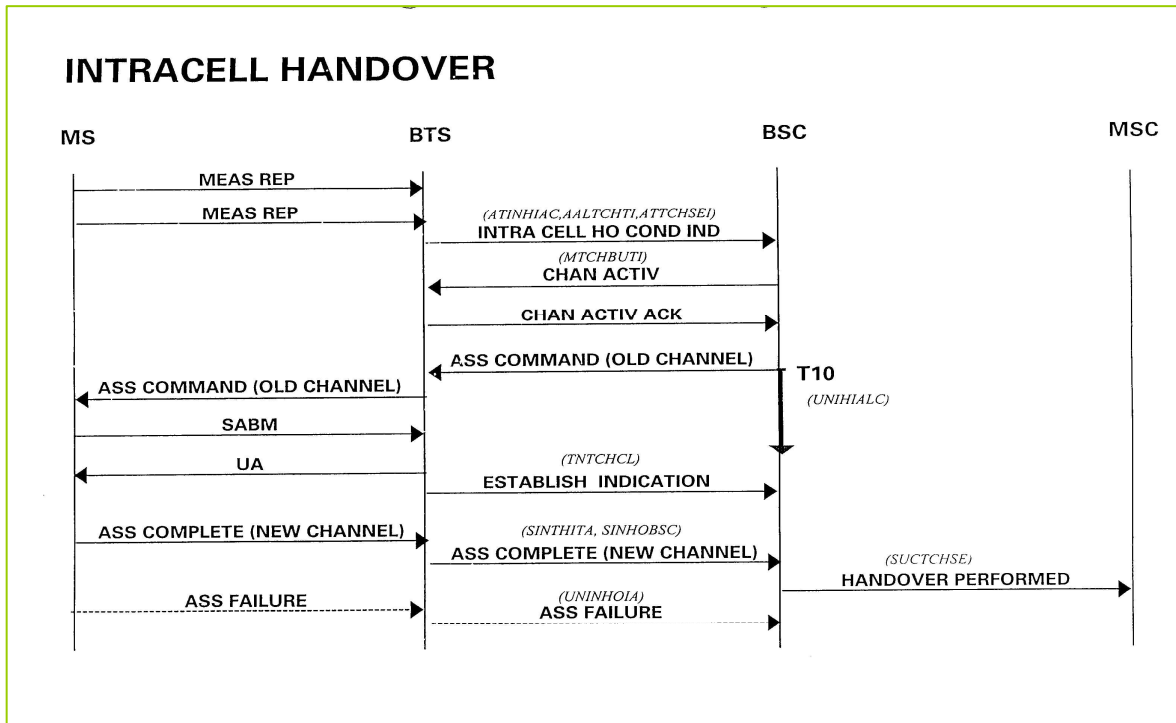 INTRACELL HANDOVER
MS BTS BSC MSC
MEAS REP
MEAS REP
(ATINHIAC,AALTCHTI,ATTCHSEI)
INTRA CELL HO COND IND
(MTCHBUTI)
CHAN ACTIV
CHAN ACTIV ACK
ASS COMMAND (OLD CHANNEL)
T10
ASS COMMAND (OLD CHANNEL)
(UNIHIALC)
SABM
UA
(TNTCHCL)
ESTABLISH INDICATION
ASS COMPLETE (NEW CHANNEL)
(SINTHITA, SINHOBSC)
ASS COMPLETE (NEW CHANNEL)
(SUCTCHSE)
HANDOVER PERFORMED
ASS FAILURE
(UNINHOIA)
ASS FAILURE